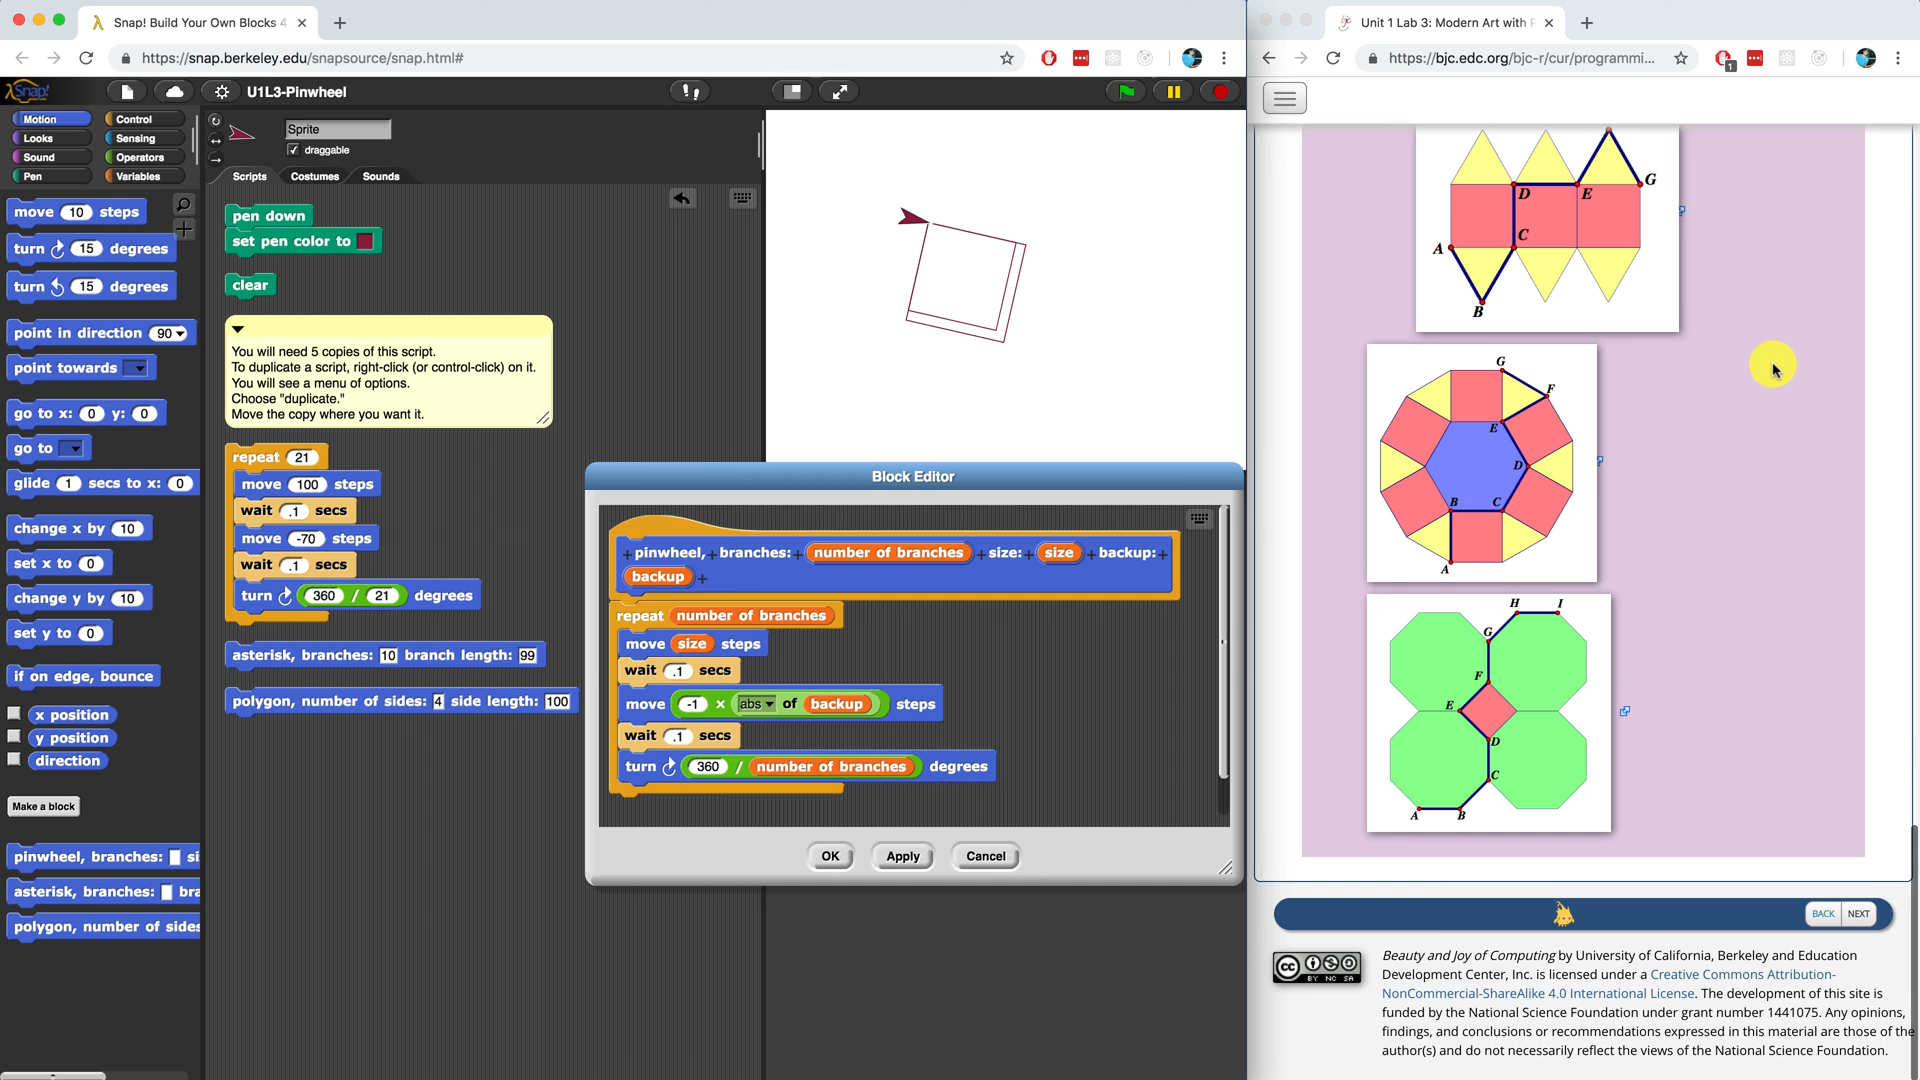 Snap! Build Your Own Blocks 4
https://snap.berkeley.edu/snapsource/snap.html#
Snap!
U1L3-Pinwheel
Motion
Control
Looks
Sensing
Sound
Operators
Pen
Variables
move 10 steps
turn 15 degrees
turn 15 degrees
point in direction 90
point towards
go to x: 0 y: 0
go to
glide 1 secs to x: 0
change x by 10
set x to 0
change y by 10
set y to 0
if on edge, bounce
x position
y position
direction
Make a block
pinwheel, branches: si
asterisk, branches: bra
polygon, number of sides
Sprite
draggable
Scripts
Costumes
Sounds
pen down
set pen color to
clear
You will need 5 copies of this script.
To duplicate a script, right-click (or control-click) on it.
You will see a menu of options.
Choose "duplicate."
Move the copy where you want it.
repeat 21
move 100 steps
wait .1 secs
move -70 steps
wait .1 secs
turn 360 / 21 degrees
asterisk, branches: 10 branch length: 99
polygon, number of sides: 4 side length: 100
Block Editor
+ pinwheel, + branches: + number of branches + size: + size + backup: +
backup +
repeat number of branches
move size steps
wait .1 secs
move -1 × abs of backup steps
wait .1 secs
turn 360 / number of branches degrees
OK
Apply
Cancel
Unit 1 Lab 3: Modern Art with P
https://bjc.edc.org/bjc-r/cur/programmi...
1
G
D
E
C
A
B
G
F
E
D
B
C
A
H
I
G
F
E
D
C
A
B
BACK
NEXT
CC BY NC SA
Beauty and Joy of Computing by University of California, Berkeley and Education
Development Center, Inc. is licensed under a Creative Commons Attribution-
NonCommercial-ShareAlike 4.0 International License. The development of this site is
funded by the National Science Foundation under grant number 1441075. Any opinions,
findings, and conclusions or recommendations expressed in this material are those of the
author(s) and do not necessarily reflect the views of the National Science Foundation.